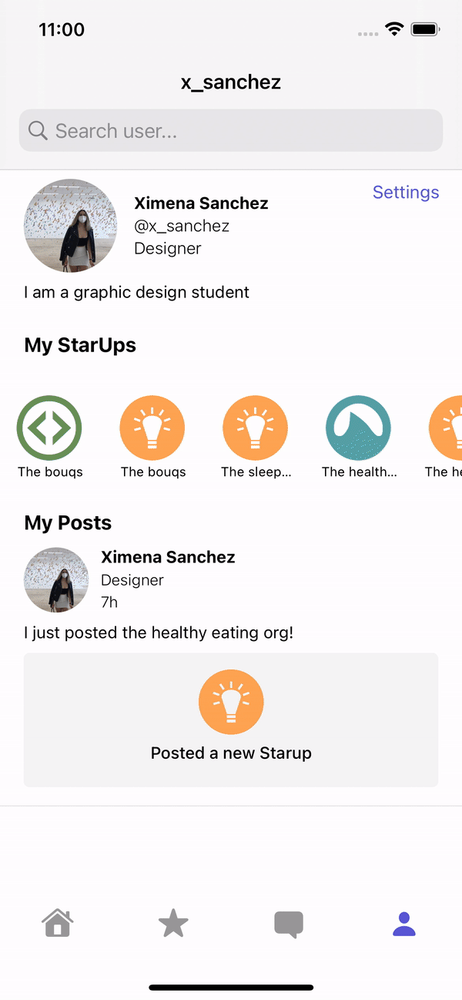 11:00
x_sanchez
Search user...
Settings
Ximena Sanchez
@x_sanchez
Designer
I am a graphic design student
My StarUps
The bouqs
The bouqs
The sleep...
The health...
The he
My Posts
Ximena Sanchez
Designer
7h
I just posted the healthy eating org!
Posted a new Starup